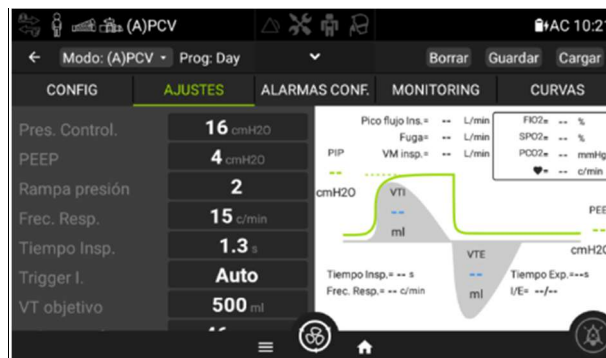 (A)PCV
AC 10:21
Modo: (A)PCV
Prog: Day
Borrar
Guardar
Cargar
CONFIG
AJUSTES
ALARMAS CONF.
MONITORING
CURVAS
Pres. Control.
16 cmH2O
PEEP
4 cmH2O
Rampa presión
2
Frec. Resp.
15 c/min
Tiempo Insp.
1.3 s
Trigger I.
Auto
VT objetivo
500 ml
Pico flujo Ins.= -- L/min
Fuga= -- L/min
VM insp.= -- L/min
FIO2= -- %
SPO2= -- %
PCO2= -- mmHg
♥= -- c/min
PIP
--
cmH2O
VTI
--
ml
PEE
--
cmH2O
VTE
--
ml
Tiempo Insp.= -- s
Frec. Resp.= -- c/min
Tiempo Exp.=--s
I/E= --/--